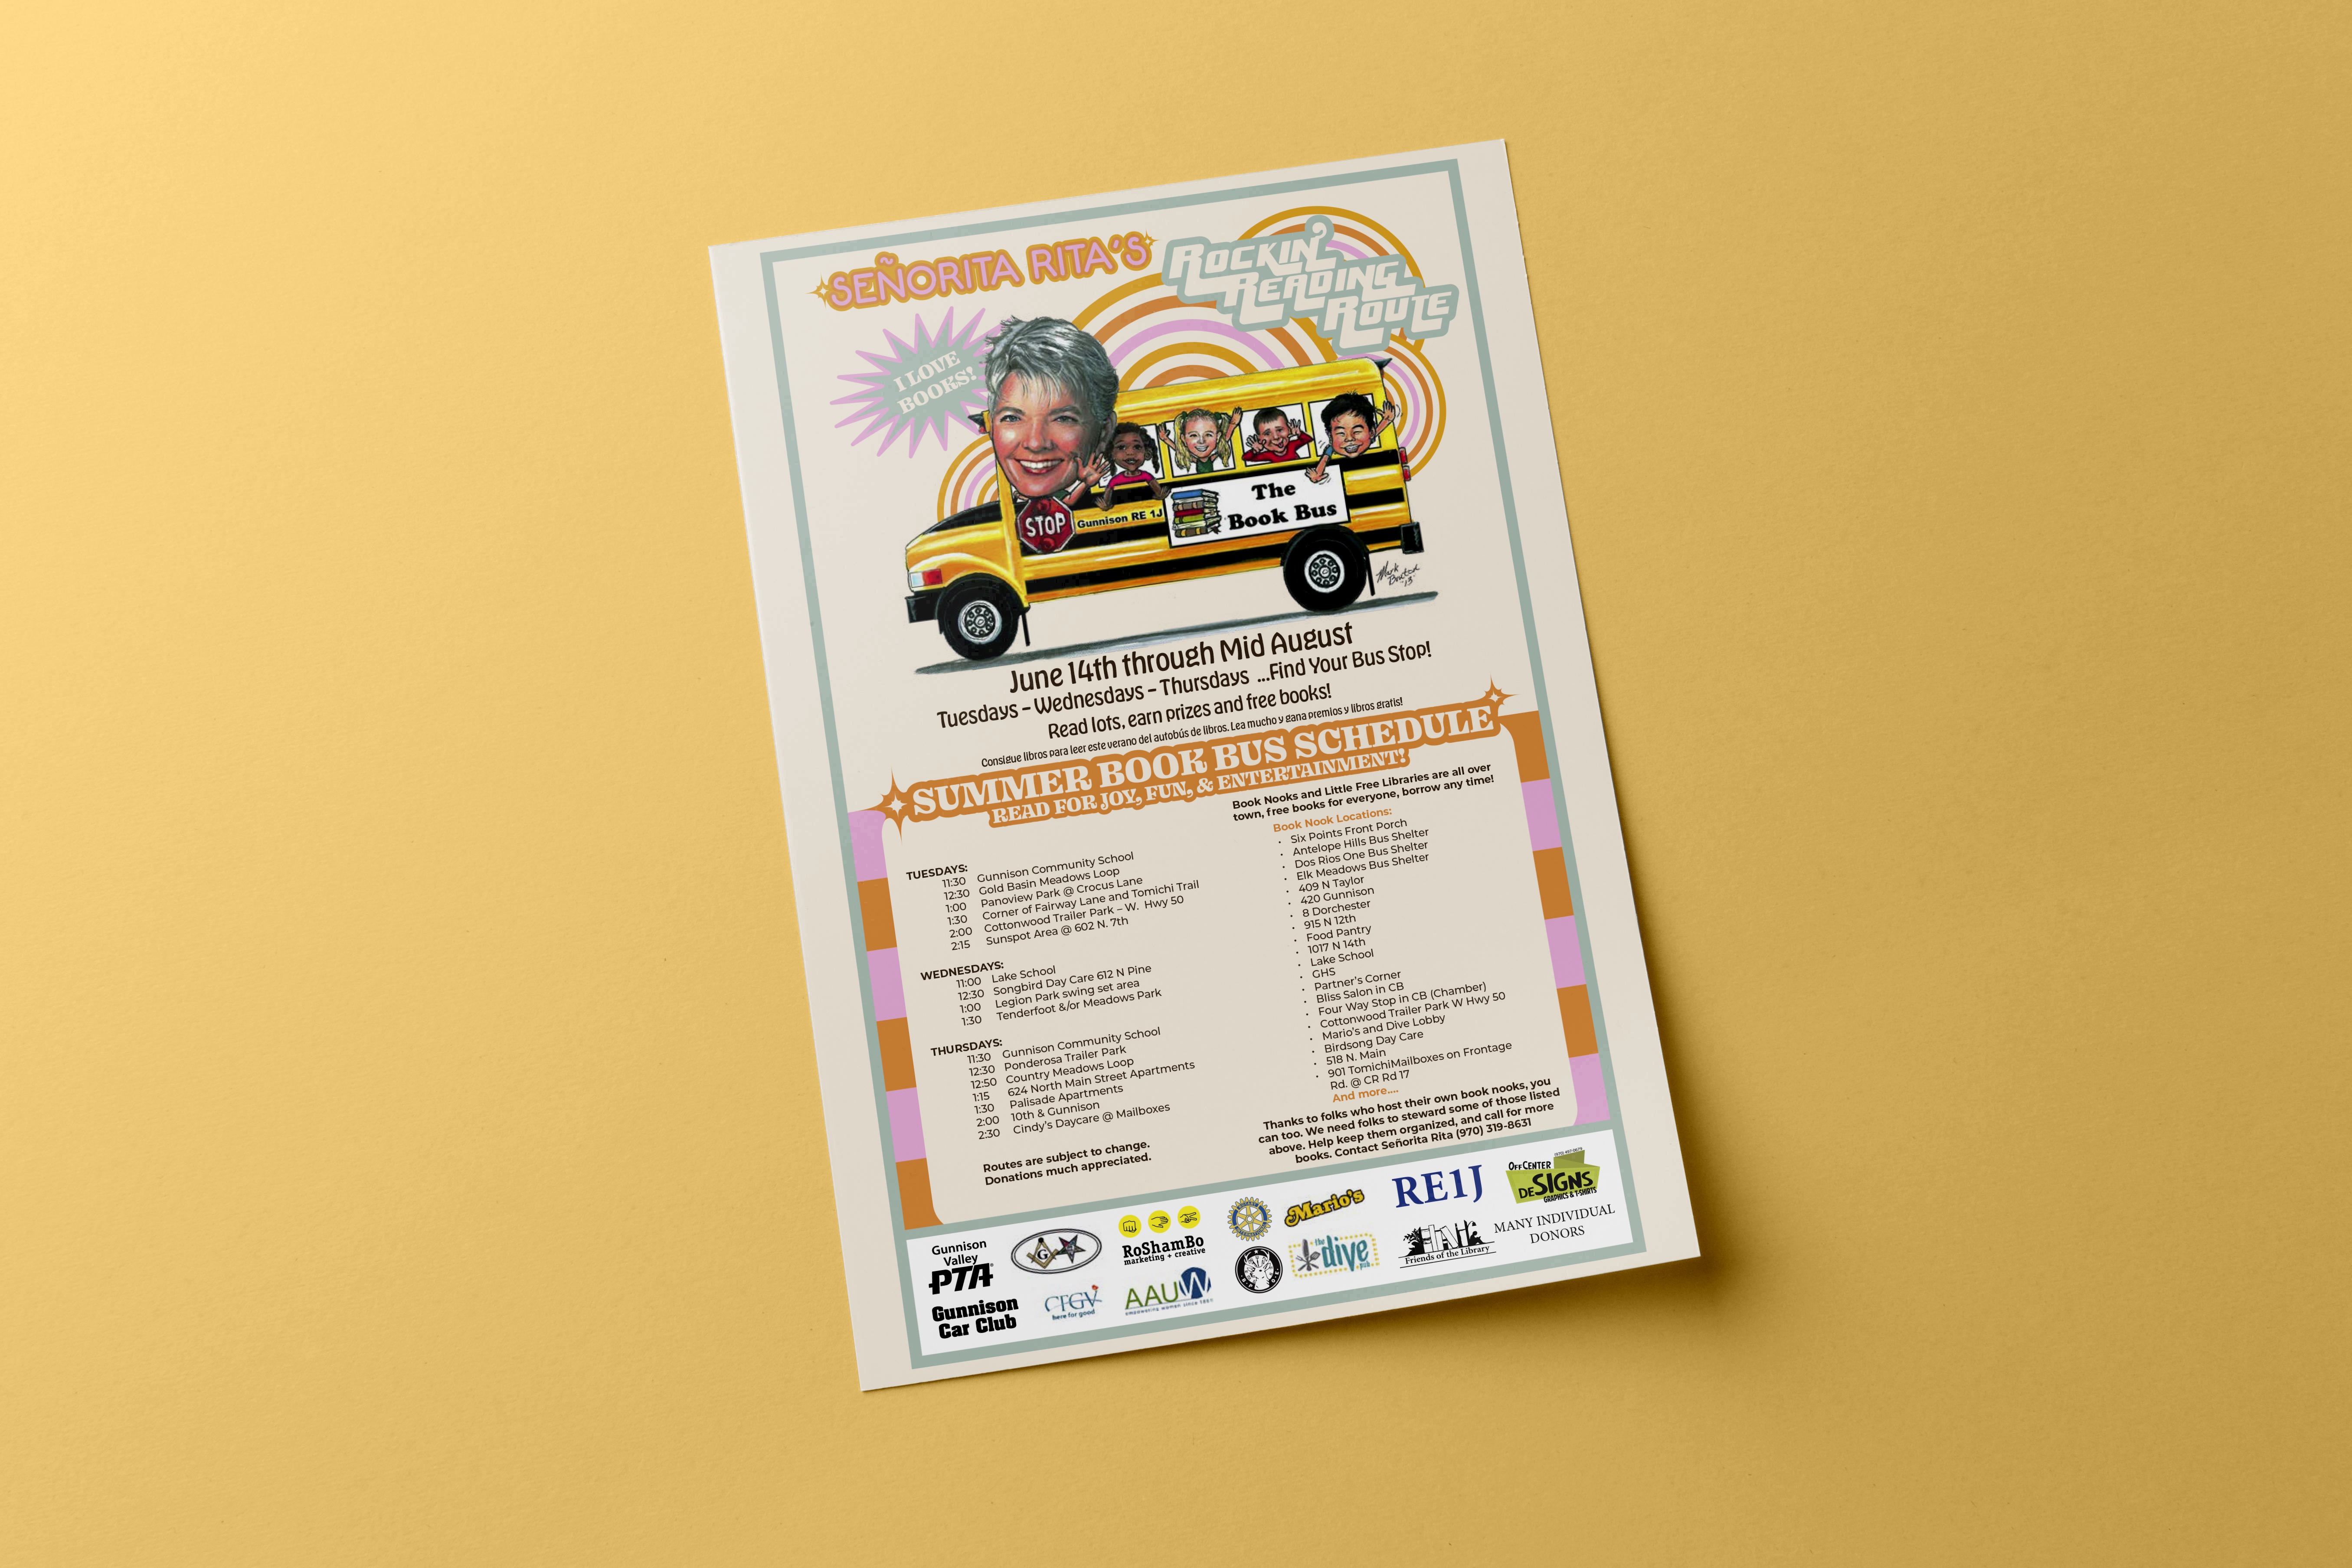 SEÑORITA RITA'S
ROCKIN'
READING
ROUTE
I LOVE
BOOKS!
STOP
Gunnison RE 1J
The
Book Bus
Mark
-13-
June 14th through Mid August
Tuesdays – Wednesdays – Thursdays ...Find Your Bus Stop!
Read lots, earn prizes and free books!
Consigue libros para leer este verano del autobús de libros. Lea mucho y gana premios y libros gratis!
SUMMER BOOK BUS SCHEDULE
READ FOR JOY, FUN, & ENTERTAINMENT!
TUESDAYS:
11:30 Gunnison Community School
12:30 Gold Basin Meadows Loop
1:00 Panoview Park @ Crocus Lane
1:30 Corner of Fairway Lane and Tomichi Trail
2:00 Cottonwood Trailer Park – W. Hwy 50
2:15 Sunspot Area @ 602 N. 7th
WEDNESDAYS:
11:00 Lake School
12:30 Songbird Day Care 612 N Pine
1:00 Legion Park swing set area
1:30 Tenderfoot &/or Meadows Park
THURSDAYS:
11:30 Gunnison Community School
12:30 Ponderosa Trailer Park
12:50 Country Meadows Loop
1:15 624 North Main Street Apartments
1:30 Palisade Apartments
2:00 10th & Gunnison
2:30 Cindy's Daycare @ Mailboxes
Routes are subject to change.
Donations much appreciated.
Book Nooks and Little Free Libraries are all over
town, free books for everyone, borrow any time!
Book Nook Locations:
• Six Points Front Porch
• Antelope Hills Bus Shelter
• Dos Rios One Bus Shelter
• Elk Meadows Bus Shelter
• 409 N Taylor
• 420 Gunnison
• 8 Dorchester
• 915 N 12th
• Food Pantry
• 1017 N 14th
• Lake School
• GHS
• Partner's Corner
• Bliss Salon in CB
• Four Way Stop in CB (Chamber)
• Cottonwood Trailer Park W Hwy 50
• Mario's and Dive Lobby
• Birdsong Day Care
• 518 N. Main
• 901 TomichiMailboxes on Frontage
Rd. @ CR Rd 17
And more....
Thanks to folks who host their own book nooks, you
can too. We need folks to steward some of those listed
above. Help keep them organized, and call for more
books. Contact Señorita Rita (970) 319-8631
Gunnison
Valley
PTA
Gunnison
Car Club
G
CFGV
here for good
RoShamBo
marketing + creative
AAUW
empowering women since 1881
Mario's
the
dive
pub
RE1J
Friends of the Library
OFFCENTER
DESIGNS
GRAPHICS & T-SHIRTS
MANY INDIVIDUAL
DONORS